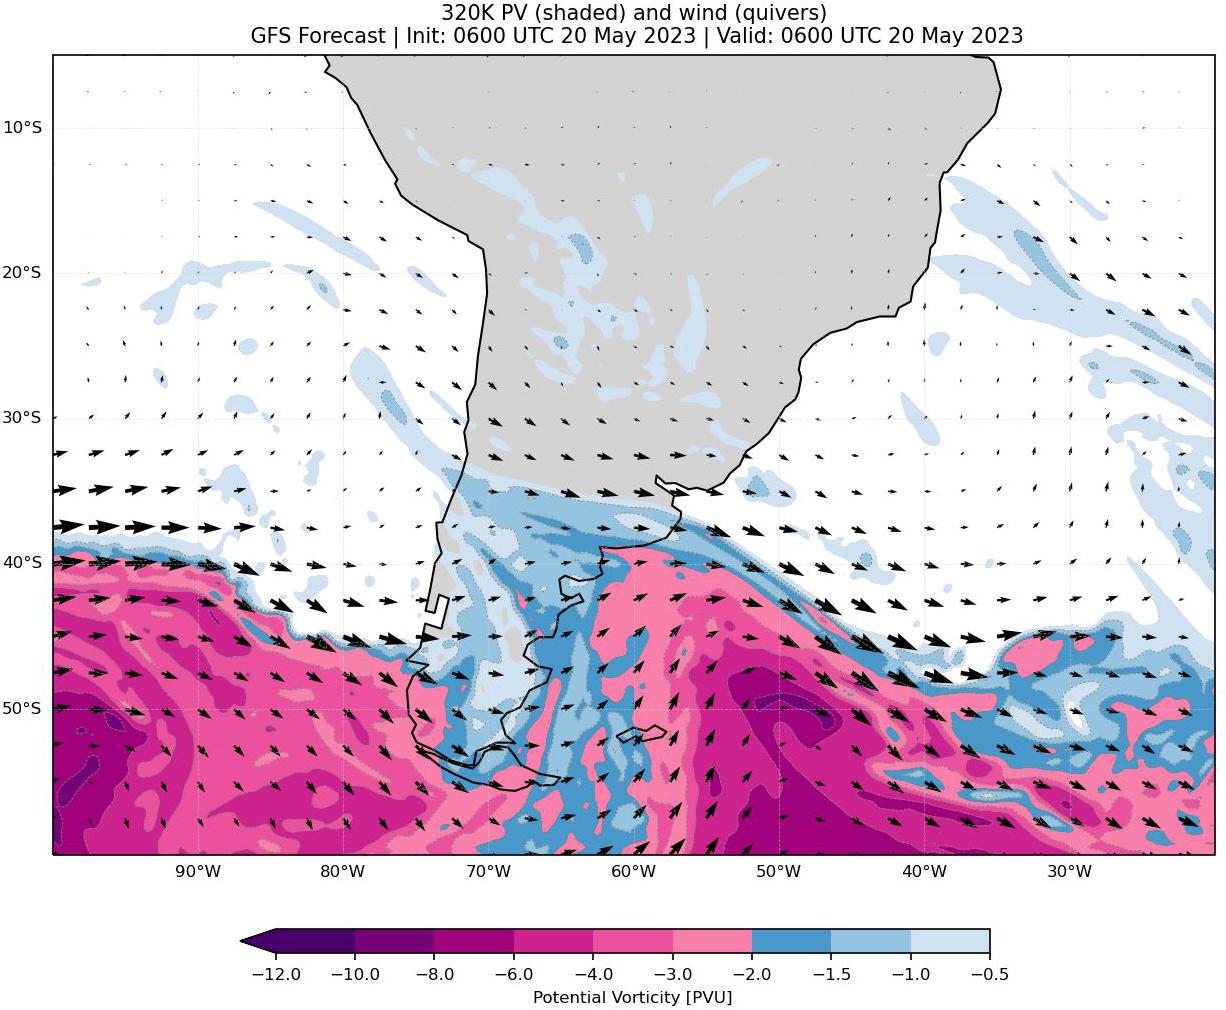 320K PV (shaded) and wind (quivers)
GFS Forecast | Init: 0600 UTC 20 May 2023 | Valid: 0600 UTC 20 May 2023
10°S
20°S
30°S
40°S
50°S
90°W 80°W 70°W 60°W 50°W 40°W 30°W
−12.0 −10.0 −8.0 −6.0 −4.0 −3.0 −2.0 −1.5 −1.0 −0.5
Potential Vorticity [PVU]